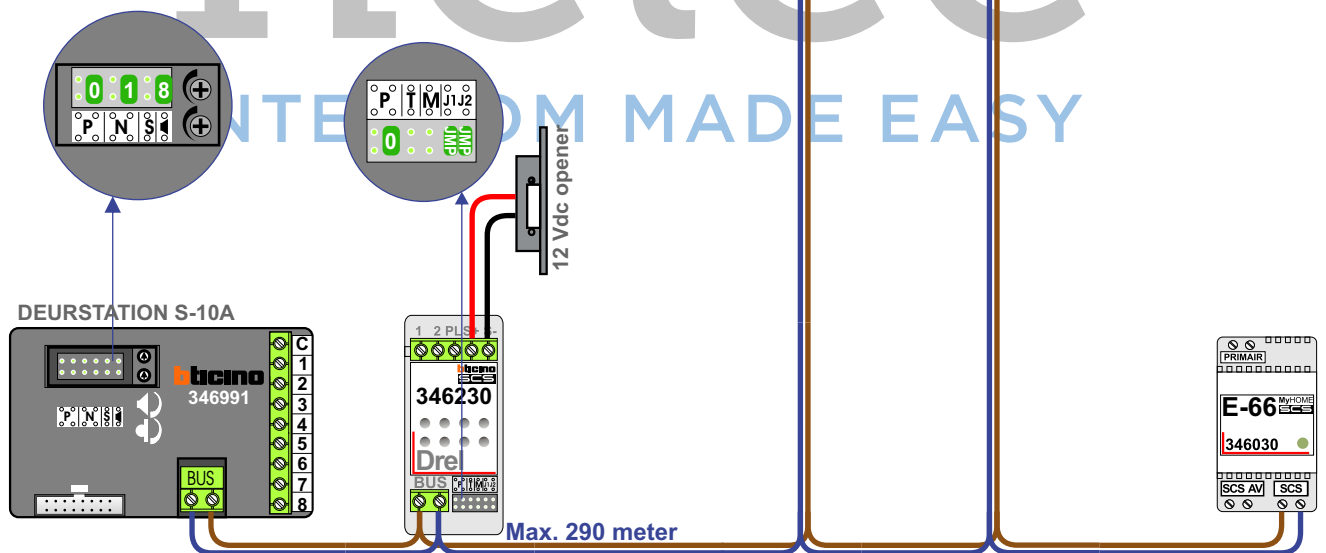 INTERCOM MADE EASY
0 1 8
P N S
P T M J1 J2
0 JMP JMP
12 Vdc opener
DEURSTATION S-10A
bticino
346991
P N S
C
1
2
3
4
5
6
7
8
BUS
1 2 PL S+ S-
bticino
SCS
346230
Drel
BUS P T M J1J2
Max. 290 meter
PRIMAIR
E-66 MyHOME SCS
346030
SCS AV SCS